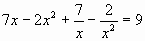 7x - 2x² + 7/x - 2/x² = 9